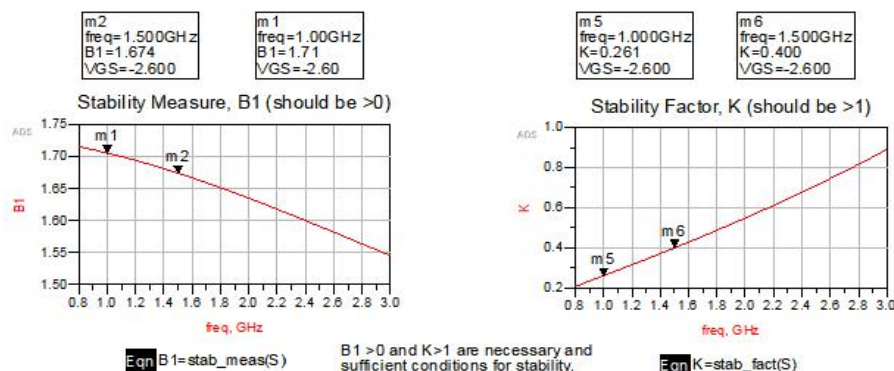 m2
freq=1.500GHz
B1=1.674
VGS=-2.600
m1
freq=1.00GHz
B1=1.71
VGS=-2.60
m5
freq=1.000GHz
K=0.261
VGS=-2.600
m6
freq=1.500GHz
K=0.400
VGS=-2.600
Stability Measure, B1 (should be >0)
ADS
1.75
1.70
1.65
1.60
1.55
1.50
B1
m1
m2
0.8 1.0 1.2 1.4 1.6 1.8 2.0 2.2 2.4 2.6 2.8 3.0
freq, GHz
Eqn B1=stab_meas(S)
Stability Factor, K (should be >1)
ADS
1.0
0.8
0.6
0.4
0.2
K
m5
m6
0.8 1.0 1.2 1.4 1.6 1.8 2.0 2.2 2.4 2.6 2.8 3.0
freq, GHz
B1 >0 and K>1 are necessary and
sufficient conditions for stability.
Eqn K=stab_fact(S)